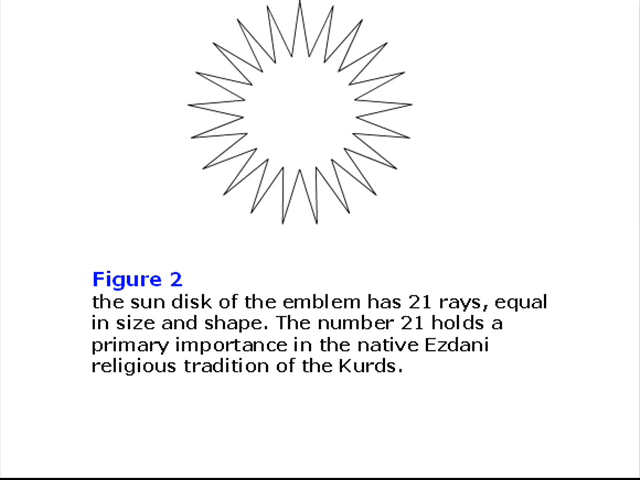 Figure 2
the sun disk of the emblem has 21 rays, equal
in size and shape. The number 21 holds a
primary importance in the native Ezdani
religious tradition of the Kurds.